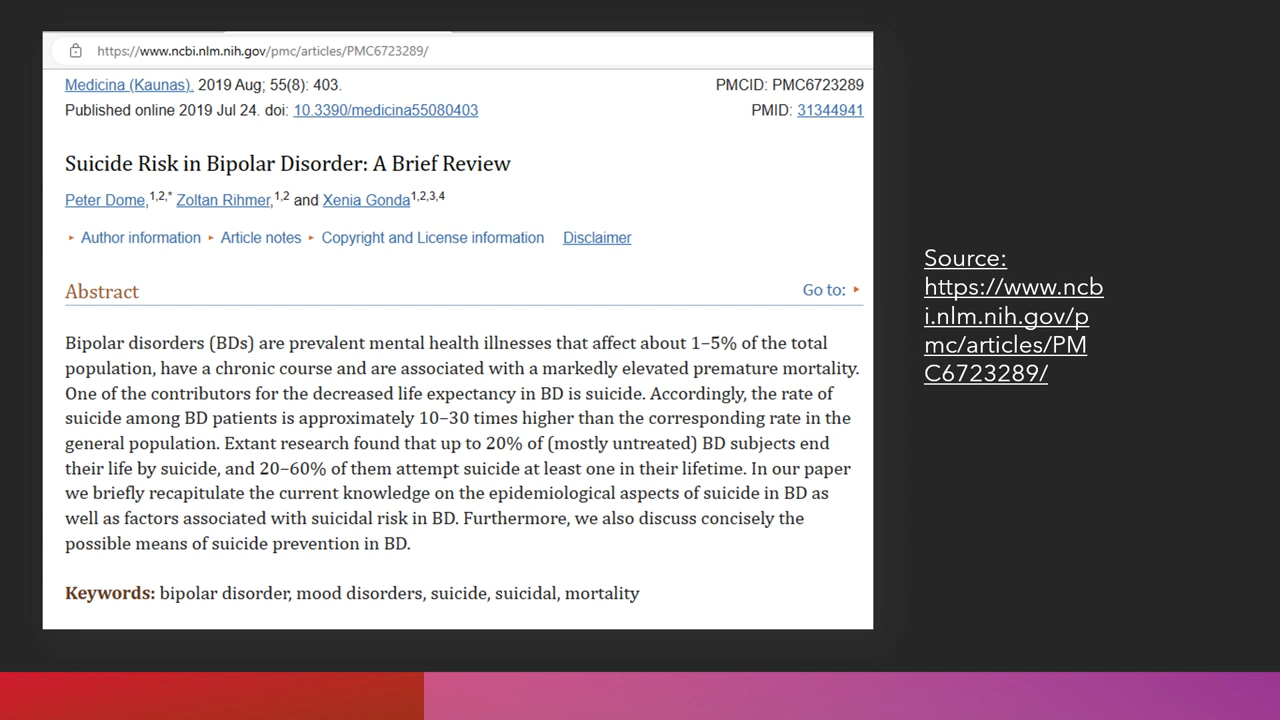 https://www.ncbi.nlm.nih.gov/pmc/articles/PMC6723289/
Medicina (Kaunas). 2019 Aug; 55(8): 403.
PMCID: PMC6723289
Published online 2019 Jul 24. doi: 10.3390/medicina55080403
PMID: 31344941
Suicide Risk in Bipolar Disorder: A Brief Review
Peter Dome,1,2,* Zoltan Rihmer,1,2 and Xenia Gonda1,2,3,4
▸ Author information ▸ Article notes ▸ Copyright and License information Disclaimer
Abstract
Go to: ▸
Bipolar disorders (BDs) are prevalent mental health illnesses that affect about 1–5% of the total
population, have a chronic course and are associated with a markedly elevated premature mortality.
One of the contributors for the decreased life expectancy in BD is suicide. Accordingly, the rate of
suicide among BD patients is approximately 10–30 times higher than the corresponding rate in the
general population. Extant research found that up to 20% of (mostly untreated) BD subjects end
their life by suicide, and 20–60% of them attempt suicide at least one in their lifetime. In our paper
we briefly recapitulate the current knowledge on the epidemiological aspects of suicide in BD as
well as factors associated with suicidal risk in BD. Furthermore, we also discuss concisely the
possible means of suicide prevention in BD.
Keywords: bipolar disorder, mood disorders, suicide, suicidal, mortality
Source:
https://www.ncb
i.nlm.nih.gov/p
mc/articles/PM
C6723289/